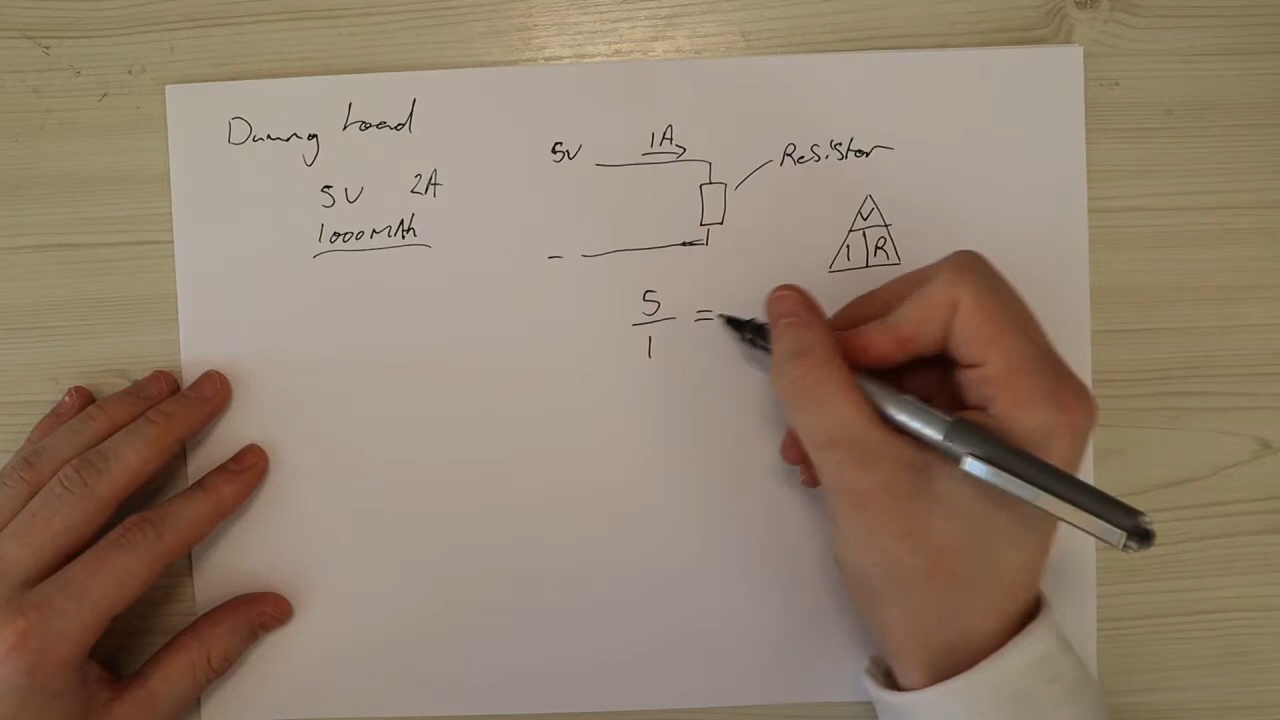 Dummy Load
5V 2A
1000MAh
5V 1A
Resistor
-
V
I R
5
1
=